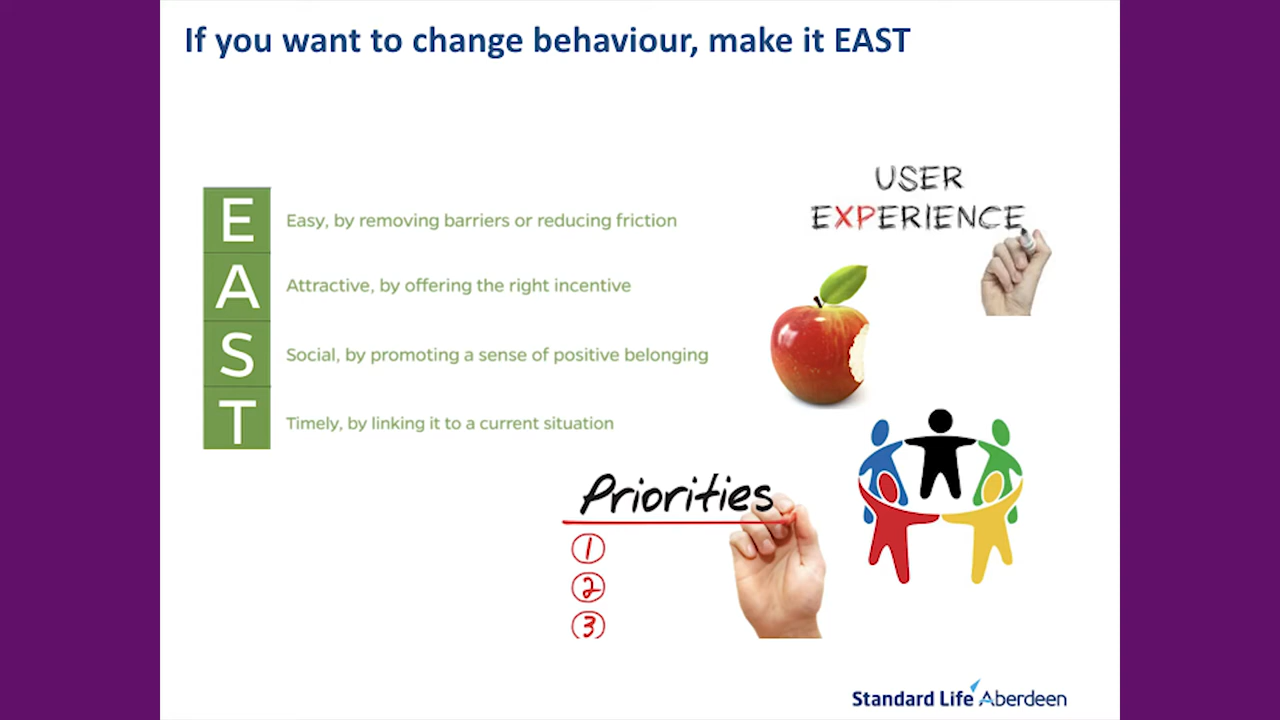 If you want to change behaviour, make it EAST
E
Easy, by removing barriers or reducing friction
A
Attractive, by offering the right incentive
S
Social, by promoting a sense of positive belonging
T
Timely, by linking it to a current situation
USER
EXPERIENCE
Priorities
1
2
3
Standard Life Aberdeen